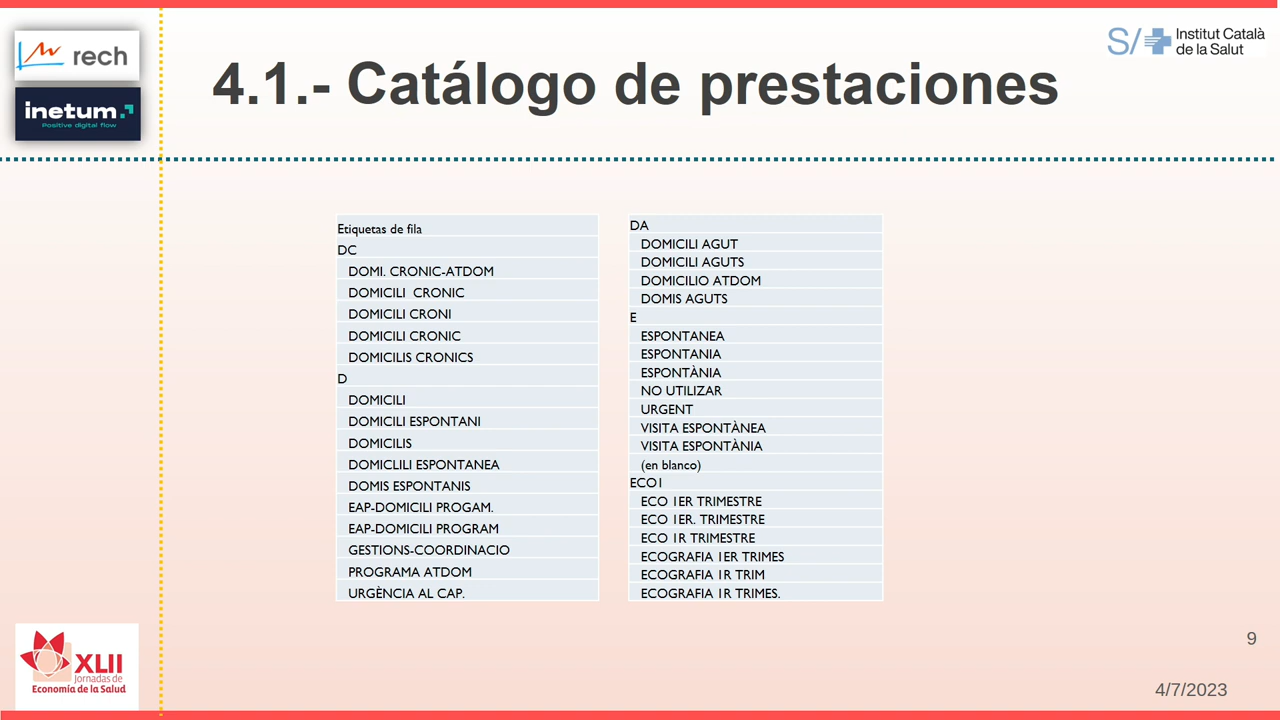 rech
inetum.
Positive digital flow
4.1.- Catálogo de prestaciones
S/
Institut Català
de la Salut
Etiquetas de fila
DC
DOMI. CRONIC-ATDOM
DOMICILI  CRONIC
DOMICILI CRONI
DOMICILI CRONIC
DOMICILIS CRONICS
D
DOMICILI
DOMICILI ESPONTANI
DOMICILIS
DOMICLILI ESPONTANEA
DOMIS ESPONTANIS
EAP-DOMICILI PROGAM.
EAP-DOMICILI PROGRAM
GESTIONS-COORDINACIO
PROGRAMA ATDOM
URGÈNCIA AL CAP.
DA
DOMICILI AGUT
DOMICILI AGUTS
DOMICILIO ATDOM
DOMIS AGUTS
E
ESPONTANEA
ESPONTANIA
ESPONTÀNIA
NO UTILIZAR
URGENT
VISITA ESPONTÀNEA
VISITA ESPONTÀNIA
(en blanco)
ECO1
ECO 1ER TRIMESTRE
ECO 1ER. TRIMESTRE
ECO 1R TRIMESTRE
ECOGRAFIA 1ER TRIMES
ECOGRAFIA 1R TRIM
ECOGRAFIA 1R TRIMES.
XLII
Jornadas de
Economía de la Salud
9
4/7/2023